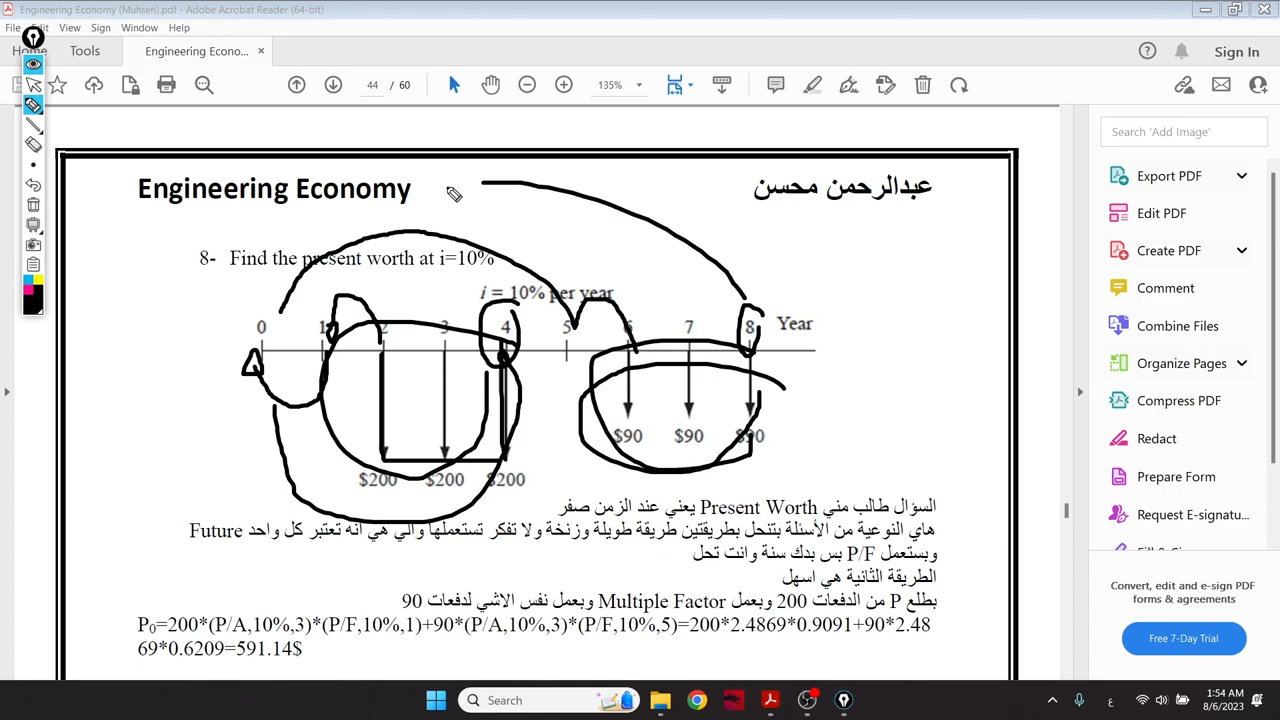 Engineering Economy (Muhsen).pdf - Adobe Acrobat Reader (64-bit)
File Edit View Sign Window Help
Home Tools Engineering Econo... × Sign In
44 / 60 135%
Search 'Add Image'
Export PDF
Edit PDF
Create PDF
Comment
Combine Files
Organize Pages
Compress PDF
Redact
Prepare Form
Request E-signatu...
Convert, edit and e-sign PDF
forms & agreements
Free 7-Day Trial
Engineering Economy عبدالرحمن محسن
8- Find the present worth at i=10%
i = 10% per year
0 1 2 3 4 5 6 7 8 Year
$90 $90 $90
$200 $200 $200
السؤال طالب مني Present Worth يعني عند الزمن صفر
هاي النوعية من الأسئلة بتنحل بطريقتين طريقة طويلة وزنخة ولا تفكر تستعملها والي هي انه تعتبر كل واحد Future
وبستعمل P/F بس بدك سنة وانت تحل
الطريقة الثانية هي اسهل
بطلع P من الدفعات 200 وبعمل Multiple Factor وبعمل نفس الاشي لدفعات 90
P0=200*(P/A,10%,3)*(P/F,10%,1)+90*(P/A,10%,3)*(P/F,10%,5)=200*2.4869*0.9091+90*2.48
69*0.6209=591.14$
Search
ع
1:54 AM
8/6/2023